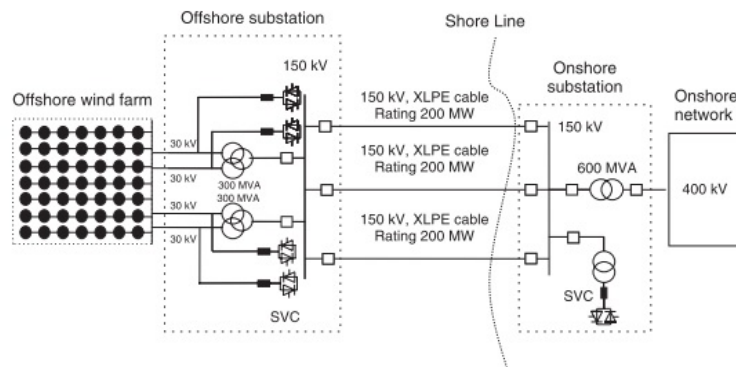 Offshore substation
Shore Line
150 kV
Offshore wind farm
30 kV
30 kV
300 MVA
300 MVA
30 kV
30 kV
SVC
150 kV, XLPE cable
Rating 200 MW
150 kV, XLPE cable
Rating 200 MW
150 kV, XLPE cable
Rating 200 MW
Onshore
substation
150 kV
600 MVA
SVC
Onshore
network
400 kV